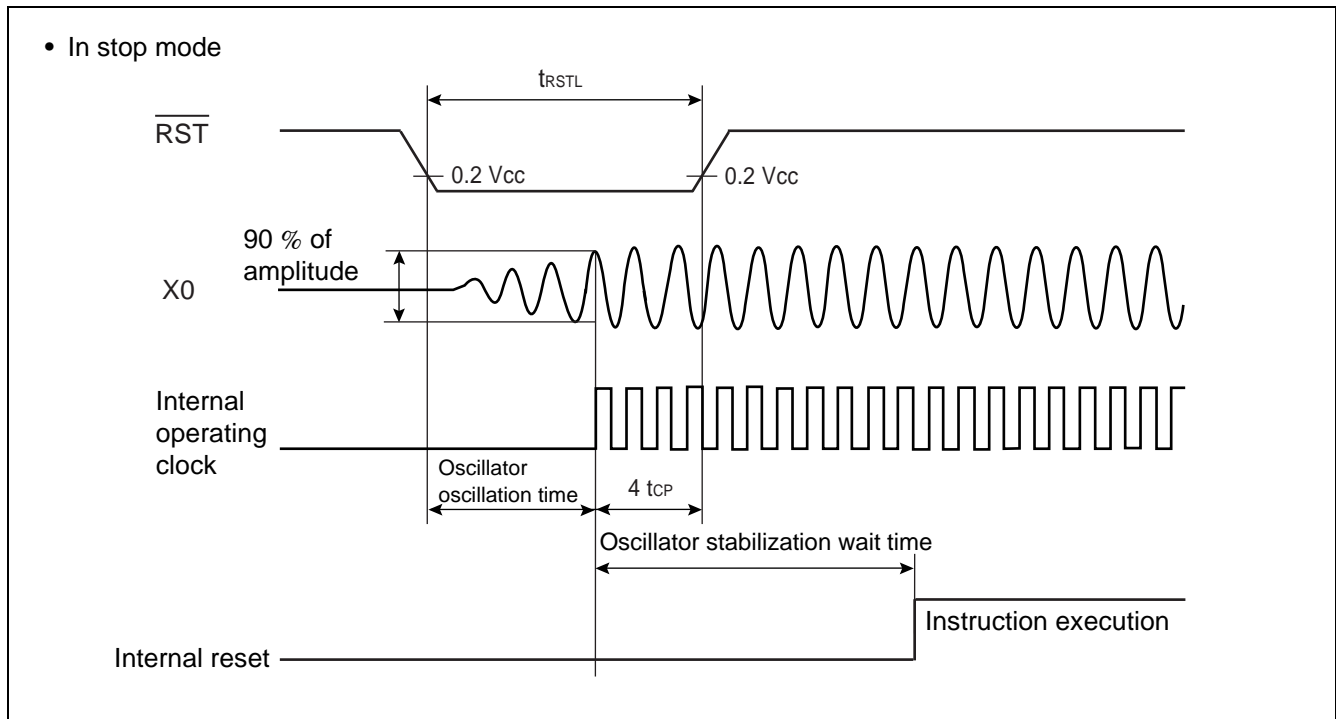 • In stop mode
tRSTL
RST
0.2 Vcc
0.2 Vcc
90 % of
amplitude
X0
Internal
operating
clock
Oscillator
oscillation time
4 tCP
Oscillator stabilization wait time
Instruction execution
Internal reset